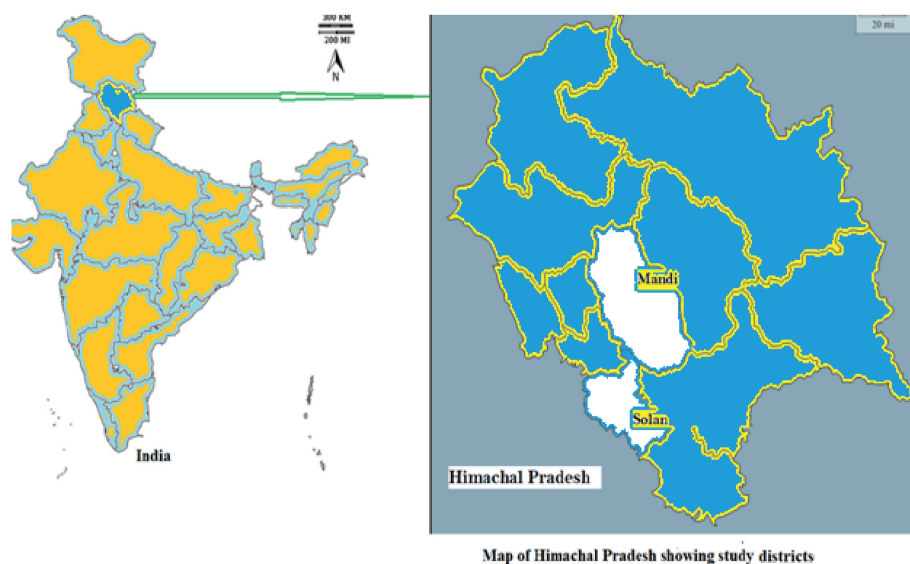 300 KM
200 MI
N
India
20 mi
Mandi
Solan
Himachal Pradesh
Map of Himachal Pradesh showing study districts